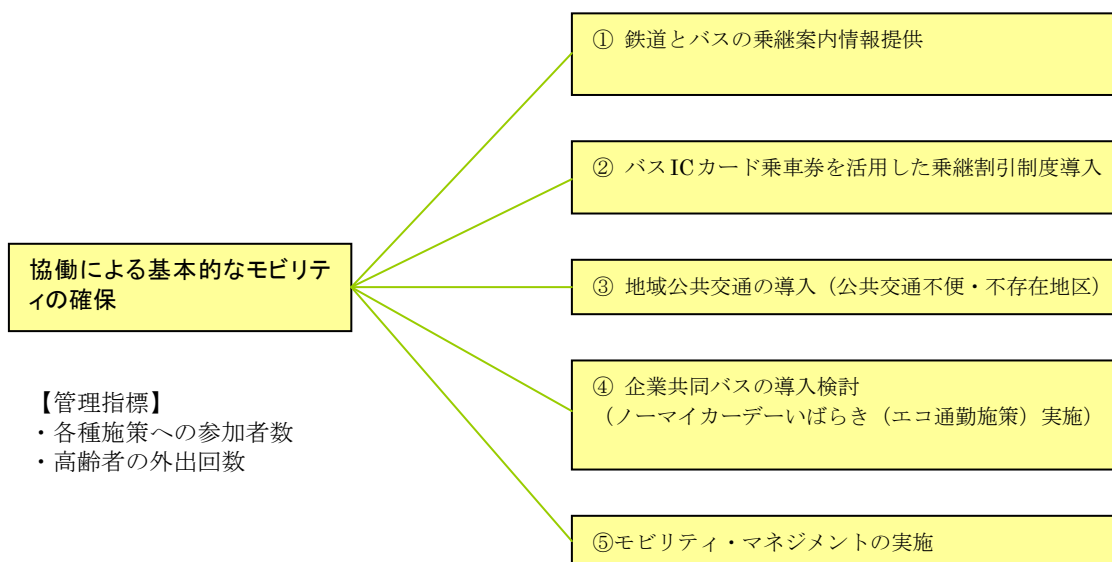 協働による基本的なモビリテ
ィの確保
【管理指標】
・各種施策への参加者数
・高齢者の外出回数
① 鉄道とバスの乗継案内情報提供
② バスICカード乗車券を活用した乗継割引制度導入
③ 地域公共交通の導入（公共交通不便・不存在地区）
④ 企業共同バスの導入検討
（ノーマイカーデーいばらき（エコ通勤施策）実施）
⑤モビリティ・マネジメントの実施